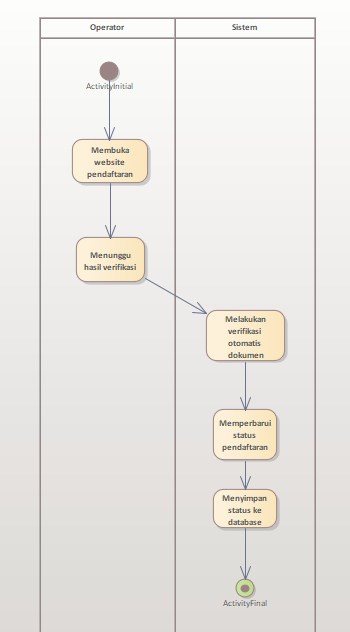 Operator
Sistem
ActivityInitial
Membuka
website
pendaftaran
Menunggu
hasil verifikasi
Melakukan
verifikasi
otomatis
dokumen
Memperbarui
status
pendaftaran
Menyimpan
status ke
database
ActivityFinal